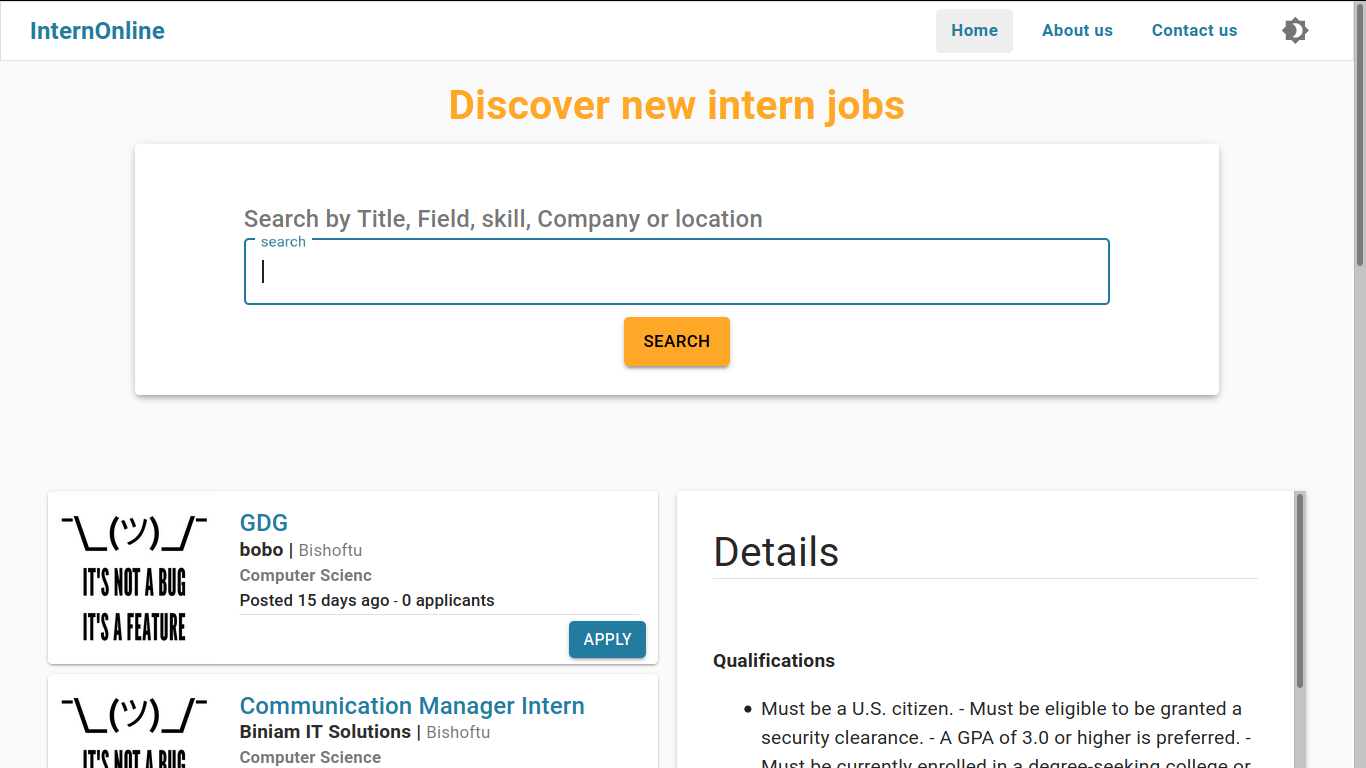 InternOnline
Home
About us
Contact us
Discover new intern jobs
Search by Title, Field, skill, Company or location
search
SEARCH
¯\_(ツ)_/¯
IT'S NOT A BUG
IT'S A FEATURE
GDG
bobo | Bishoftu
Computer Scienc
Posted 15 days ago - 0 applicants
APPLY
¯\_(ツ)_/¯
IT'S NOT A BUG
Communication Manager Intern
Biniam IT Solutions | Bishoftu
Computer Science
Details
Qualifications
• Must be a U.S. citizen. - Must be eligible to be granted a
security clearance. - A GPA of 3.0 or higher is preferred. -
Must be currently enrolled in a degree-seeking college or